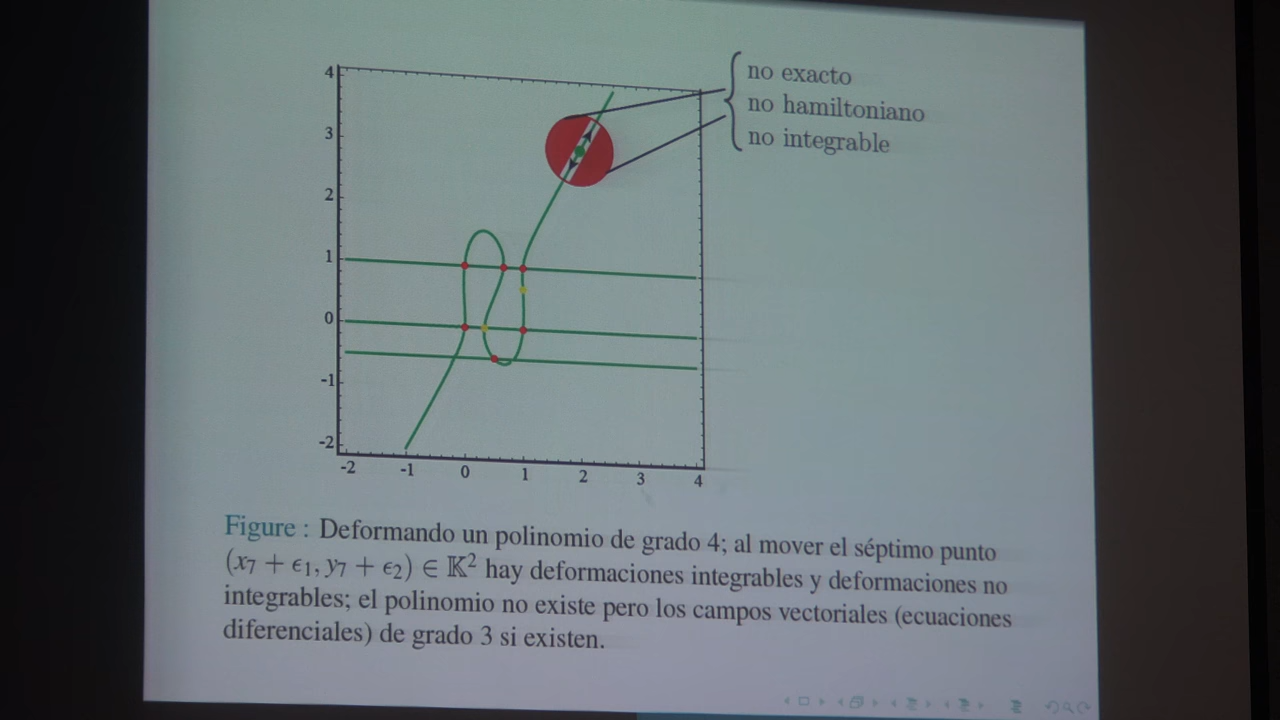 no exacto
no hamiltoniano
no integrable
4
3
2
1
0
-1
-2
-2 -1 0 1 2 3 4
Figure : Deformando un polinomio de grado 4; al mover el séptimo punto
(x₇ + ϵ₁, y₇ + ϵ₂) ∈ 𝕂² hay deformaciones integrables y deformaciones no
integrables; el polinomio no existe pero los campos vectoriales (ecuaciones
diferenciales) de grado 3 si existen.